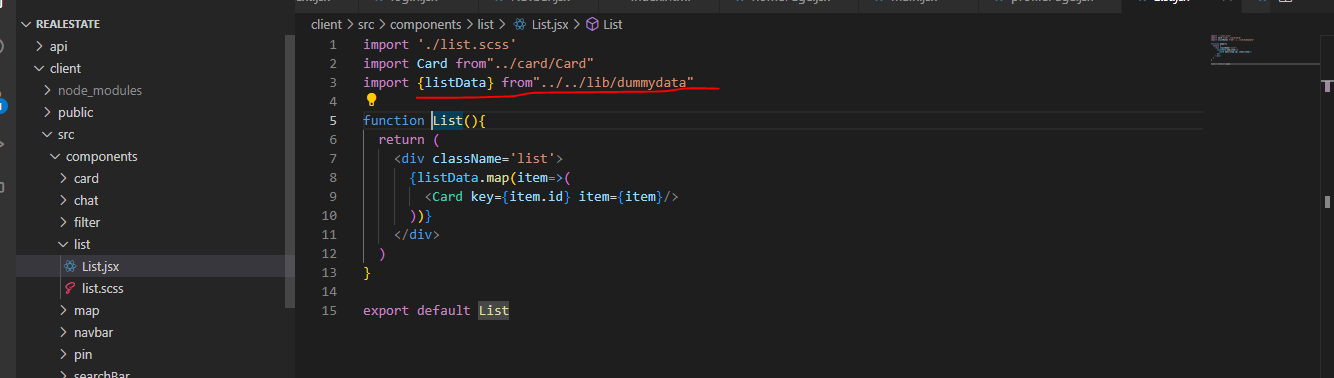 REALESTATE
api
client
node_modules
public
src
components
card
chat
filter
list
List.jsx
list.scss
map
navbar
pin
searchBar
client > src > components > list > List.jsx > List
1 import './list.scss'
2 import Card from"../card/Card"
3 import {listData} from"../../lib/dummydata"
4
5 function List(){
6 return (
7 <div className='list'>
8 {listData.map(item=>(
9 <Card key={item.id} item={item}/>
10 ))}
11 </div>
12 )
13 }
14
15 export default List